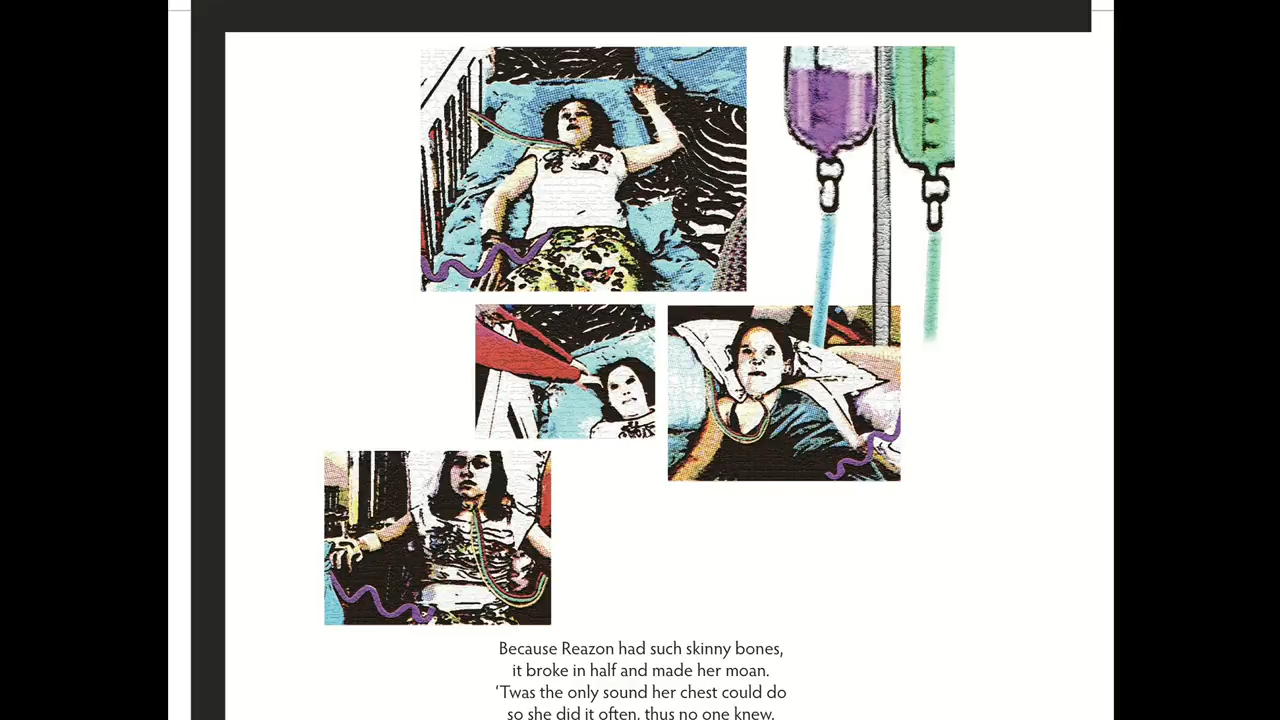 Because Reazon had such skinny bones,
it broke in half and made her moan.
‘Twas the only sound her chest could do
so she did it often, thus no one knew.